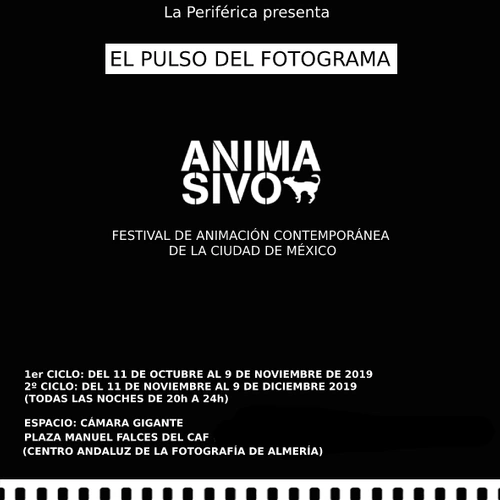 La Periférica presenta
EL PULSO DEL FOTOGRAMA
ANIMA
SIVO
FESTIVAL DE ANIMACIÓN CONTEMPORÁNEA
DE LA CIUDAD DE MÉXICO
1er CICLO: DEL 11 DE OCTUBRE AL 9 DE NOVIEMBRE DE 2019
2º CICLO: DEL 11 DE NOVIEMBRE AL 9 DE DICIEMBRE 2019
(TODAS LAS NOCHES DE 20h A 24h)
ESPACIO: CÁMARA GIGANTE
PLAZA MANUEL FALCES DEL CAF
(CENTRO ANDALUZ DE LA FOTOGRAFÍA DE ALMERÍA)